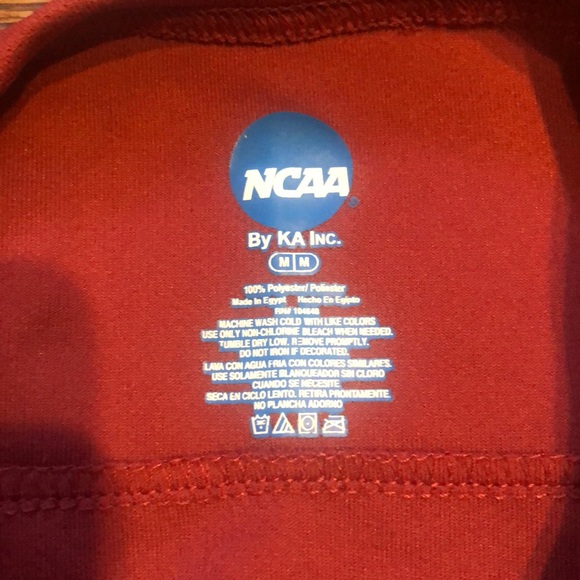 NCAA®
By KA INC.
M M
100% Polyester/ Poliester
Made in Egypt Hecho En Egipto
RN# 104648
MACHINE WASH COLD WITH LIKE COLORS
USE ONLY NON-CHLORINE BLEACH WHEN NEEDED.
TUMBLE DRY LOW. REMOVE PROMPTLY.
DO NOT IRON IF DECORATED.
LAVA CON AGUA FRIA CON COLORES SIMILARES.
USE SOLAMENTE BLANQUEADOR SIN CLORO
CUANDO SE NECESITE.
SECA EN CICLO LENTO. RETIRA PRONTAMENTE.
NO PLANCHA ADORNO